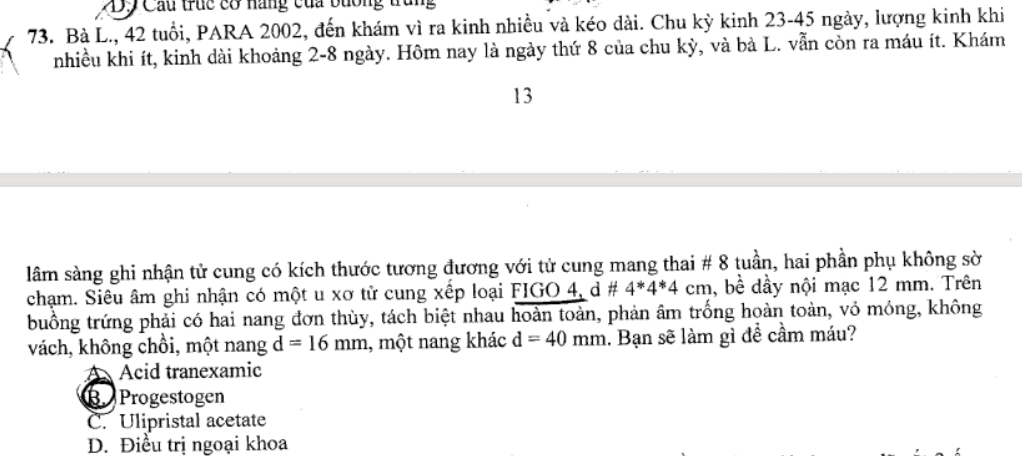 D. Cấu trúc cơ năng của buồng trứng
73. Bà L., 42 tuổi, PARA 2002, đến khám vì ra kinh nhiều và kéo dài. Chu kỳ kinh 23-45 ngày, lượng kinh khi
nhiều khi ít, kinh dài khoảng 2-8 ngày. Hôm nay là ngày thứ 8 của chu kỳ, và bà L. vẫn còn ra máu ít. Khám
13
lâm sàng ghi nhận tử cung có kích thước tương đương với tử cung mang thai # 8 tuần, hai phần phụ không sờ
chạm. Siêu âm ghi nhận có một u xơ tử cung xếp loại FIGO 4, d # 4*4*4 cm, bề dầy nội mạc 12 mm. Trên
buồng trứng phải có hai nang đơn thùy, tách biệt nhau hoàn toàn, phản âm trống hoàn toàn, vỏ mỏng, không
vách, không chồi, một nang d = 16 mm, một nang khác d = 40 mm. Bạn sẽ làm gì để cầm máu?
A. Acid tranexamic
B. Progestogen
C. Ulipristal acetate
D. Điều trị ngoại khoa